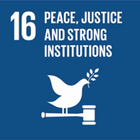 16 PEACE, JUSTICE
AND STRONG
INSTITUTIONS